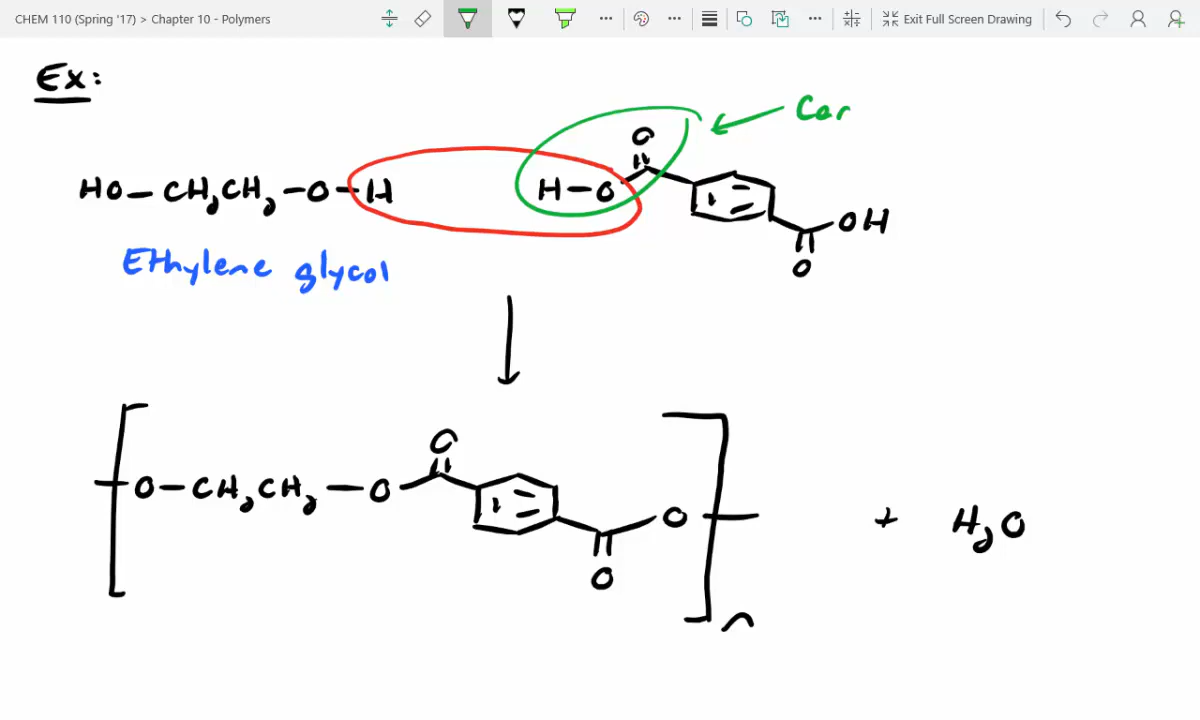 CHEM 110 (Spring '17) > Chapter 10 - Polymers
Exit Full Screen Drawing
Ex:
Car
O
HO-CH₂CH₂-O-H H-O
OH
O
Ethylene glycol
O
O-CH₂CH₂-O
O
+ H₂O
O
n